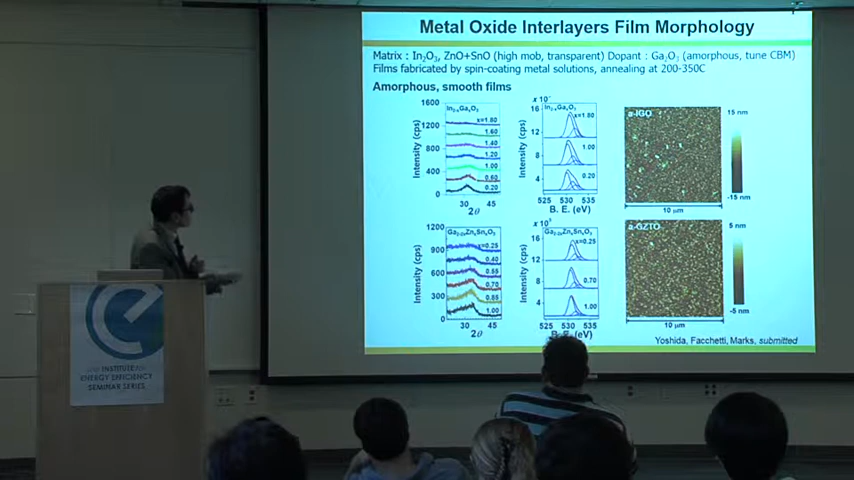 Metal Oxide Interlayers Film Morphology
Matrix : In₂O₃, ZnO+SnO (high mob, transparent) Dopant : Ga₂O₃ (amorphous, tune CBM)
Films fabricated by spin-coating metal solutions, annealing at 200-350C
Amorphous, smooth films
1600
1200
800
400
0
Intensity (cps)
x=1.80
1.60
1.40
1.20
1.00
0.60
0.20
30 45
2θ
16
12
8
4
Intensity (cps)
x=1.80
1.00
0.20
525 530 535
B. E. (eV)
a-IGO
10 μm
15 nm
-15 nm
1200
900
600
300
0
Intensity (cps)
x=0.25
0.40
0.55
0.70
0.85
1.00
30 45
2θ
16
12
8
4
Intensity (cps)
x=0.25
0.70
1.00
525 530 535
B. E. (eV)
a-GZTO
10 μm
5 nm
-5 nm
Yoshida, Facchetti, Marks, submitted
INSTITUTE
ENERGY EFFICIENCY
SEMINAR SERIES